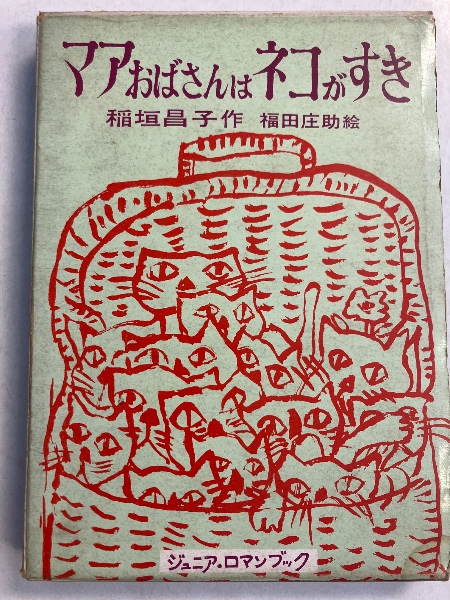 マアおばさんはネコがすき
稲垣昌子作 福田庄助絵
ジュニア・ロマンブック